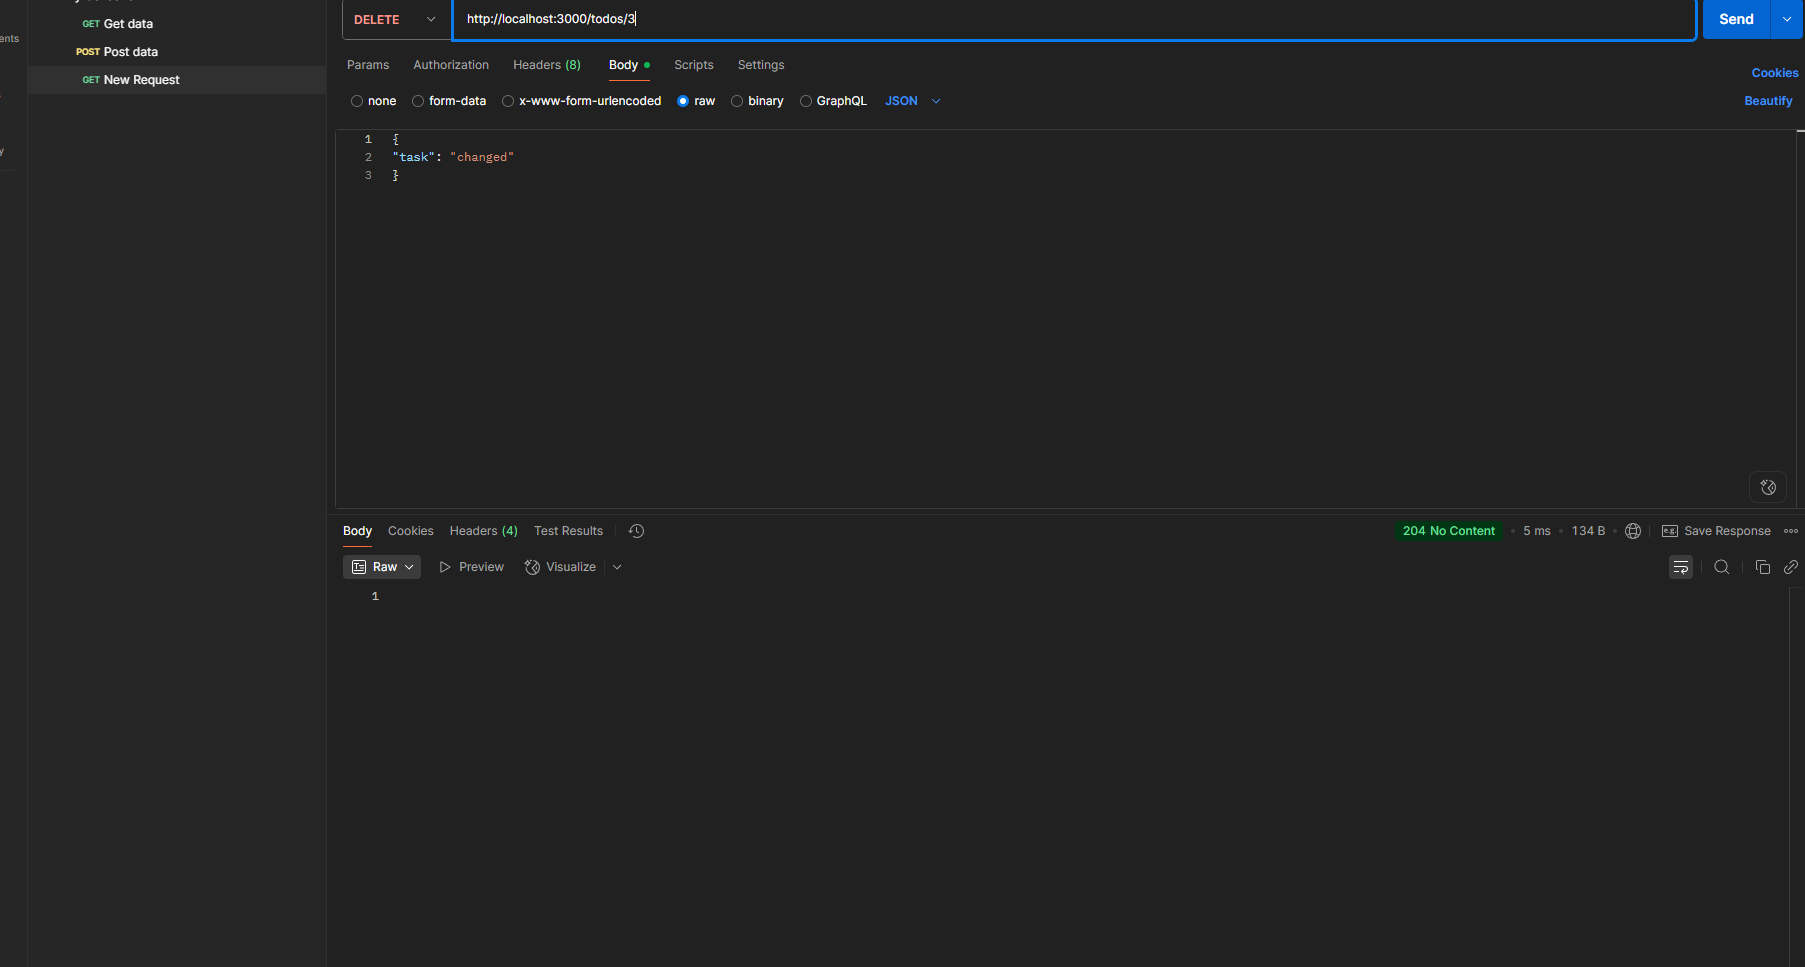 GET Get data
ents
POST Post data
GET New Request
y
DELETE http://localhost:3000/todos/3 Send
Params Authorization Headers (8) Body Scripts Settings Cookies
none form-data x-www-form-urlencoded raw binary GraphQL JSON Beautify
1 {
2 "task": "changed"
3 }
Body Cookies Headers (4) Test Results 204 No Content • 5 ms • 134 B • e.g. Save Response
Raw Preview Visualize
1